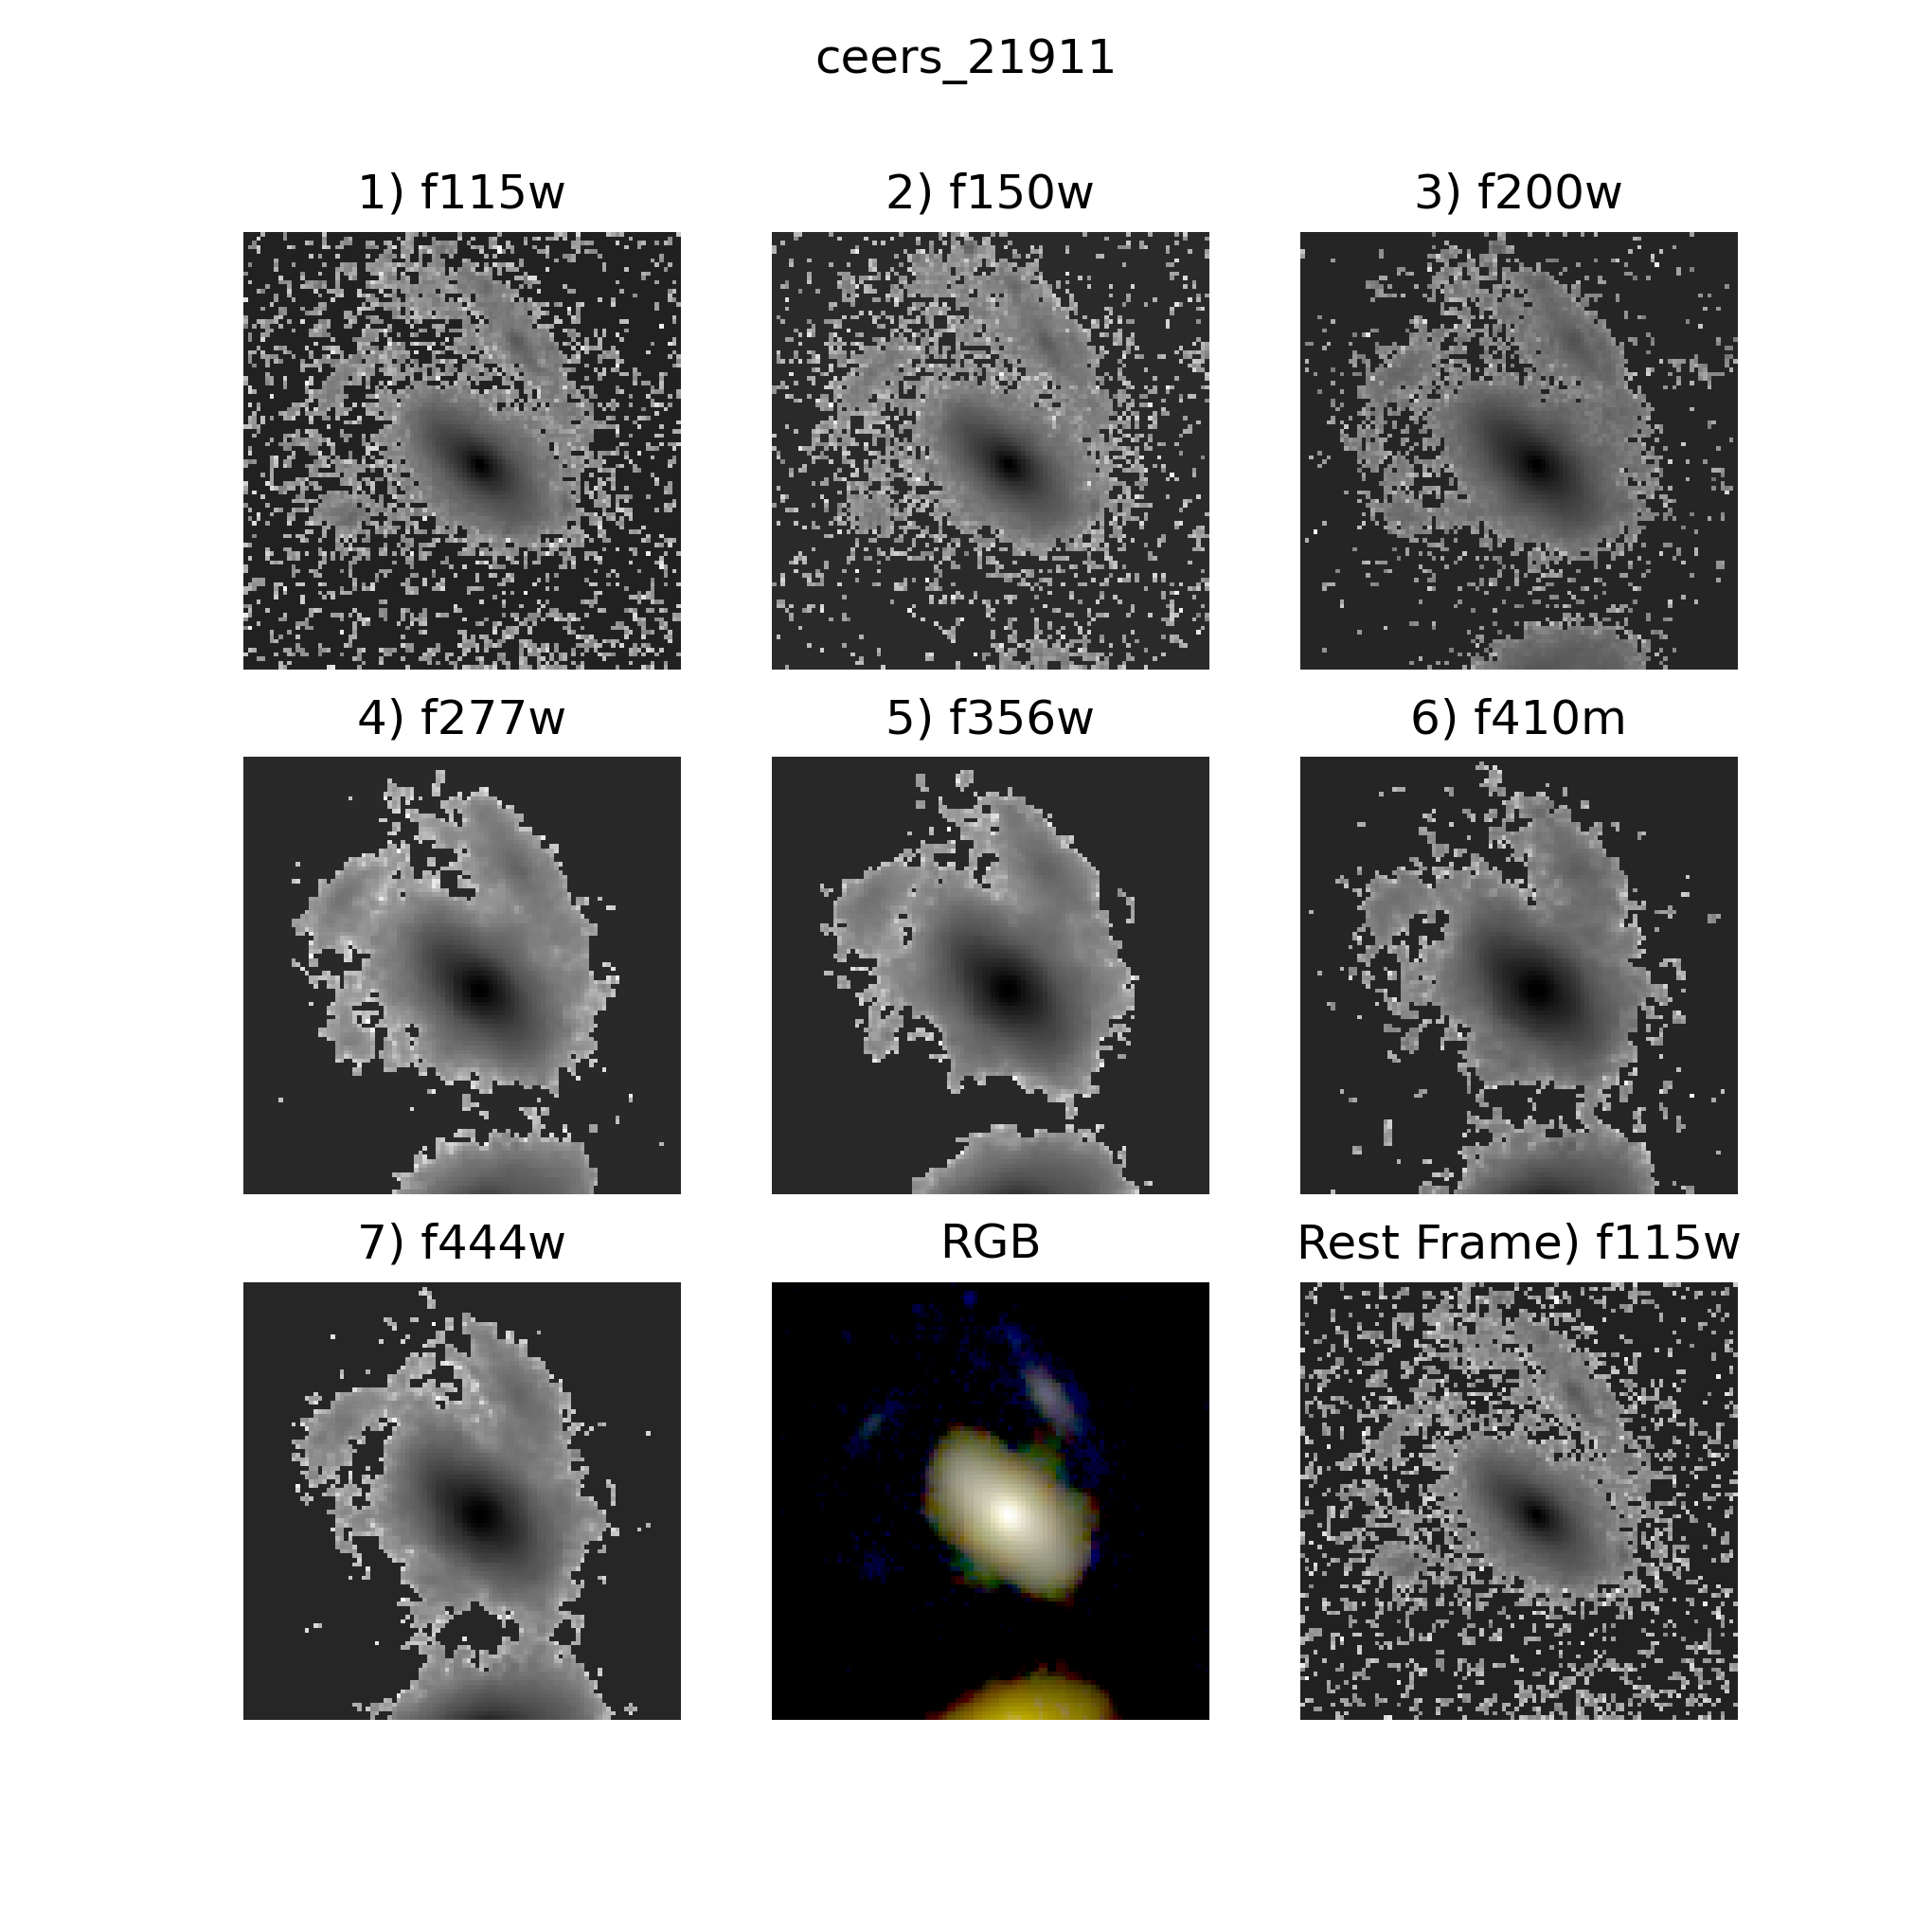 ceers_21911
1) f115w
2) f150w
3) f200w
4) f277w
5) f356w
6) f410m
7) f444w
RGB
Rest Frame) f115w